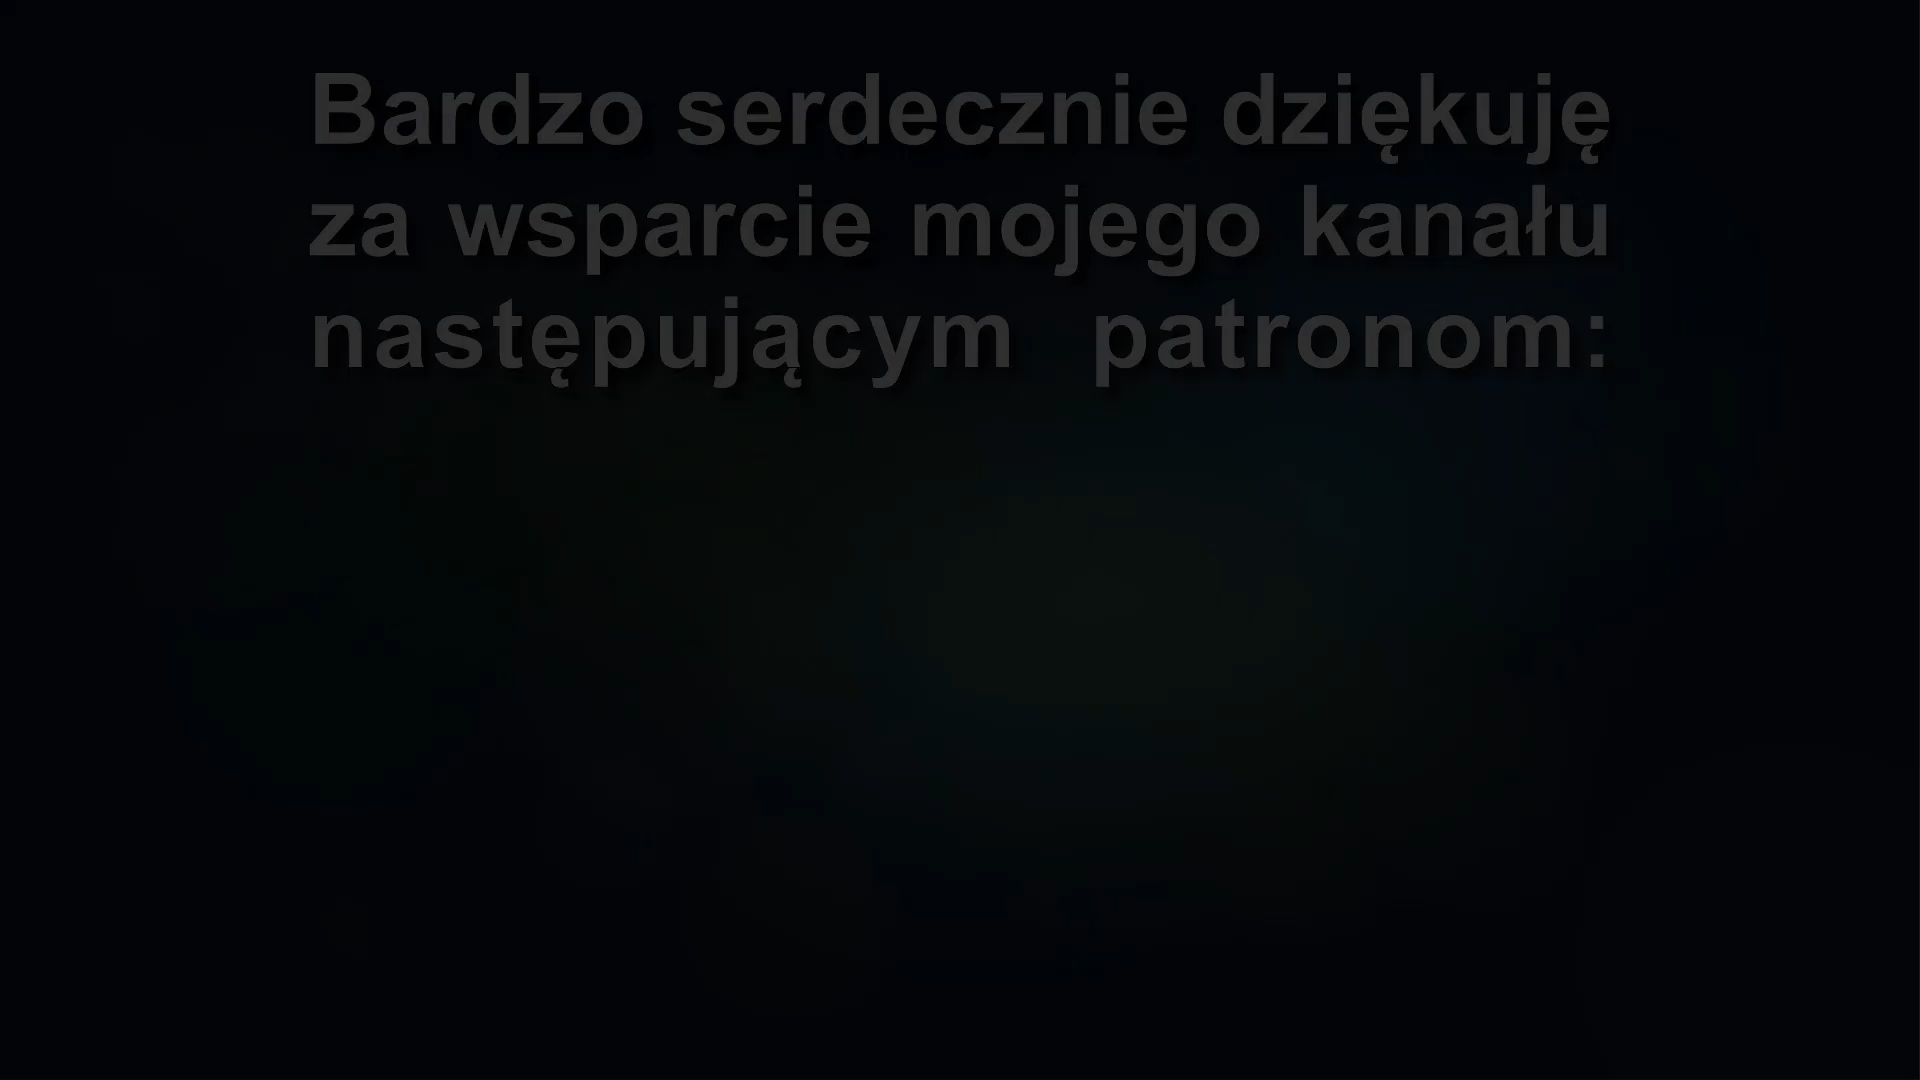 Bardzo serdecznie dziękuję
za wsparcie mojego kanału
następującym patronom: